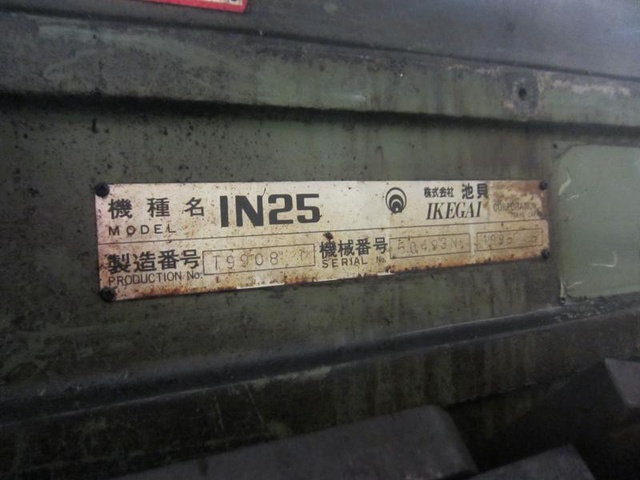 機種名 IN25 株式会社 池貝
MODEL IKEGAI CORPORATION
製造番号 T9908 機械番号
PRODUCTION No. SERIAL No.